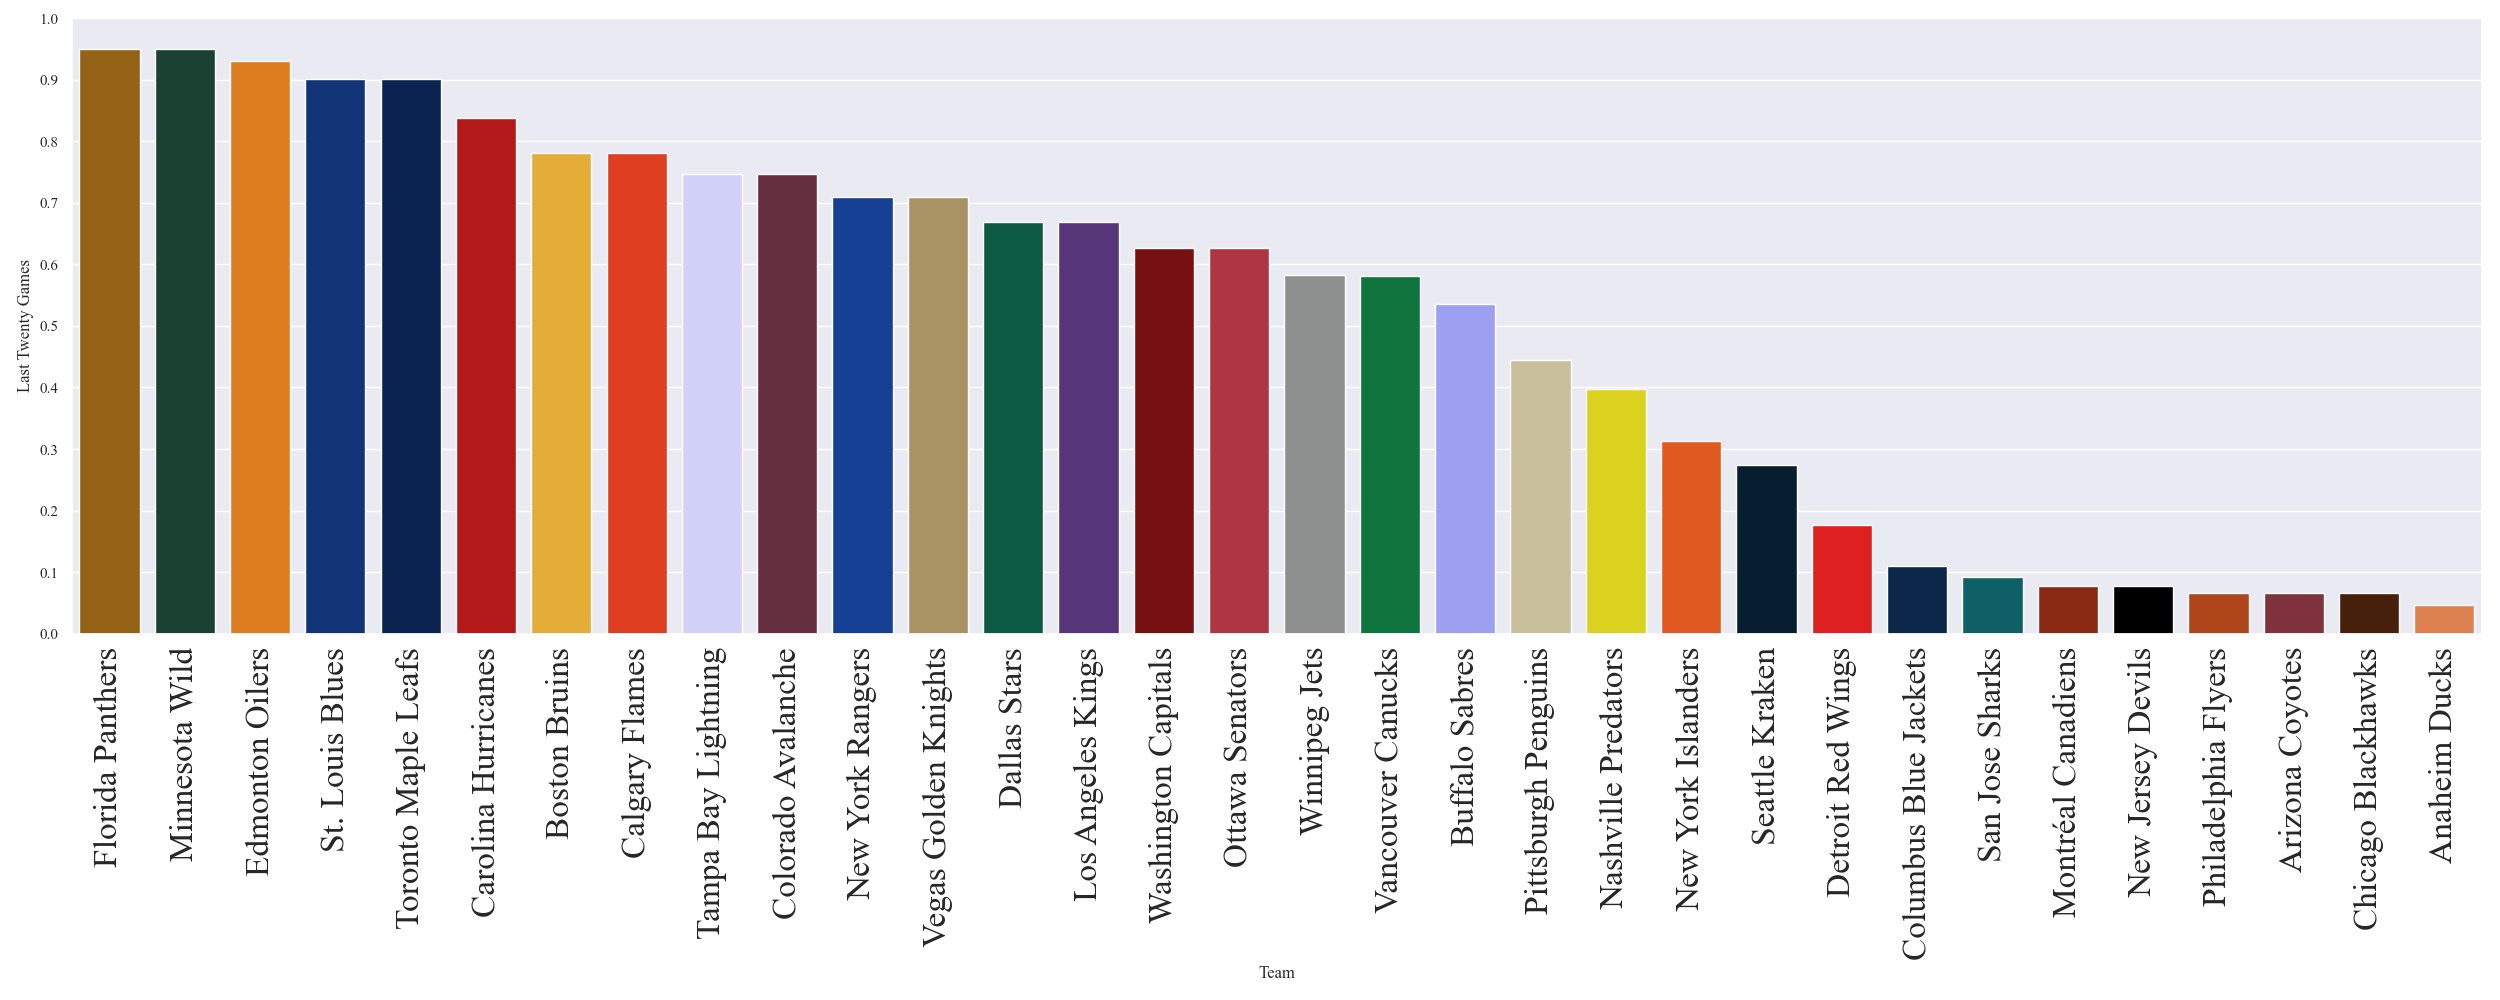 1.0
0.9
0.8
0.7
0.6
0.5
0.4
0.3
0.2
0.1
0.0
Last Twenty Games
Florida Panthers
Minnesota Wild
Edmonton Oilers
St. Louis Blues
Toronto Maple Leafs
Carolina Hurricanes
Boston Bruins
Calgary Flames
Tampa Bay Lightning
Colorado Avalanche
New York Rangers
Vegas Golden Knights
Dallas Stars
Los Angeles Kings
Washington Capitals
Ottawa Senators
Winnipeg Jets
Vancouver Canucks
Buffalo Sabres
Pittsburgh Penguins
Nashville Predators
New York Islanders
Seattle Kraken
Detroit Red Wings
Columbus Blue Jackets
San Jose Sharks
Montréal Canadiens
New Jersey Devils
Philadelphia Flyers
Arizona Coyotes
Chicago Blackhawks
Anaheim Ducks
Team